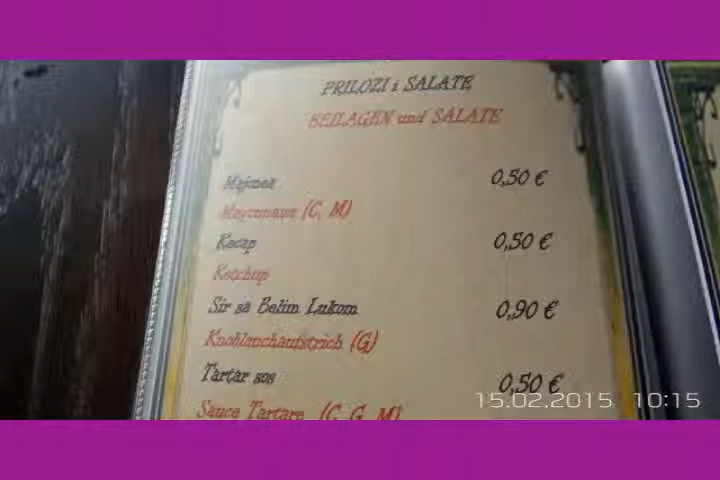 PRILOZI i SALATE
BEILAGEN und SALATE
Majonez 0,50 €
Mayonnaise (C, M)
Kecap 0,50 €
Ketchup
Sir sa Belim Lukom 0,90 €
Knoblauchaufstrich (G)
Tartar sos 0,50 €
Sauce Tartare (C, G, M)
15.02.2015 10:15